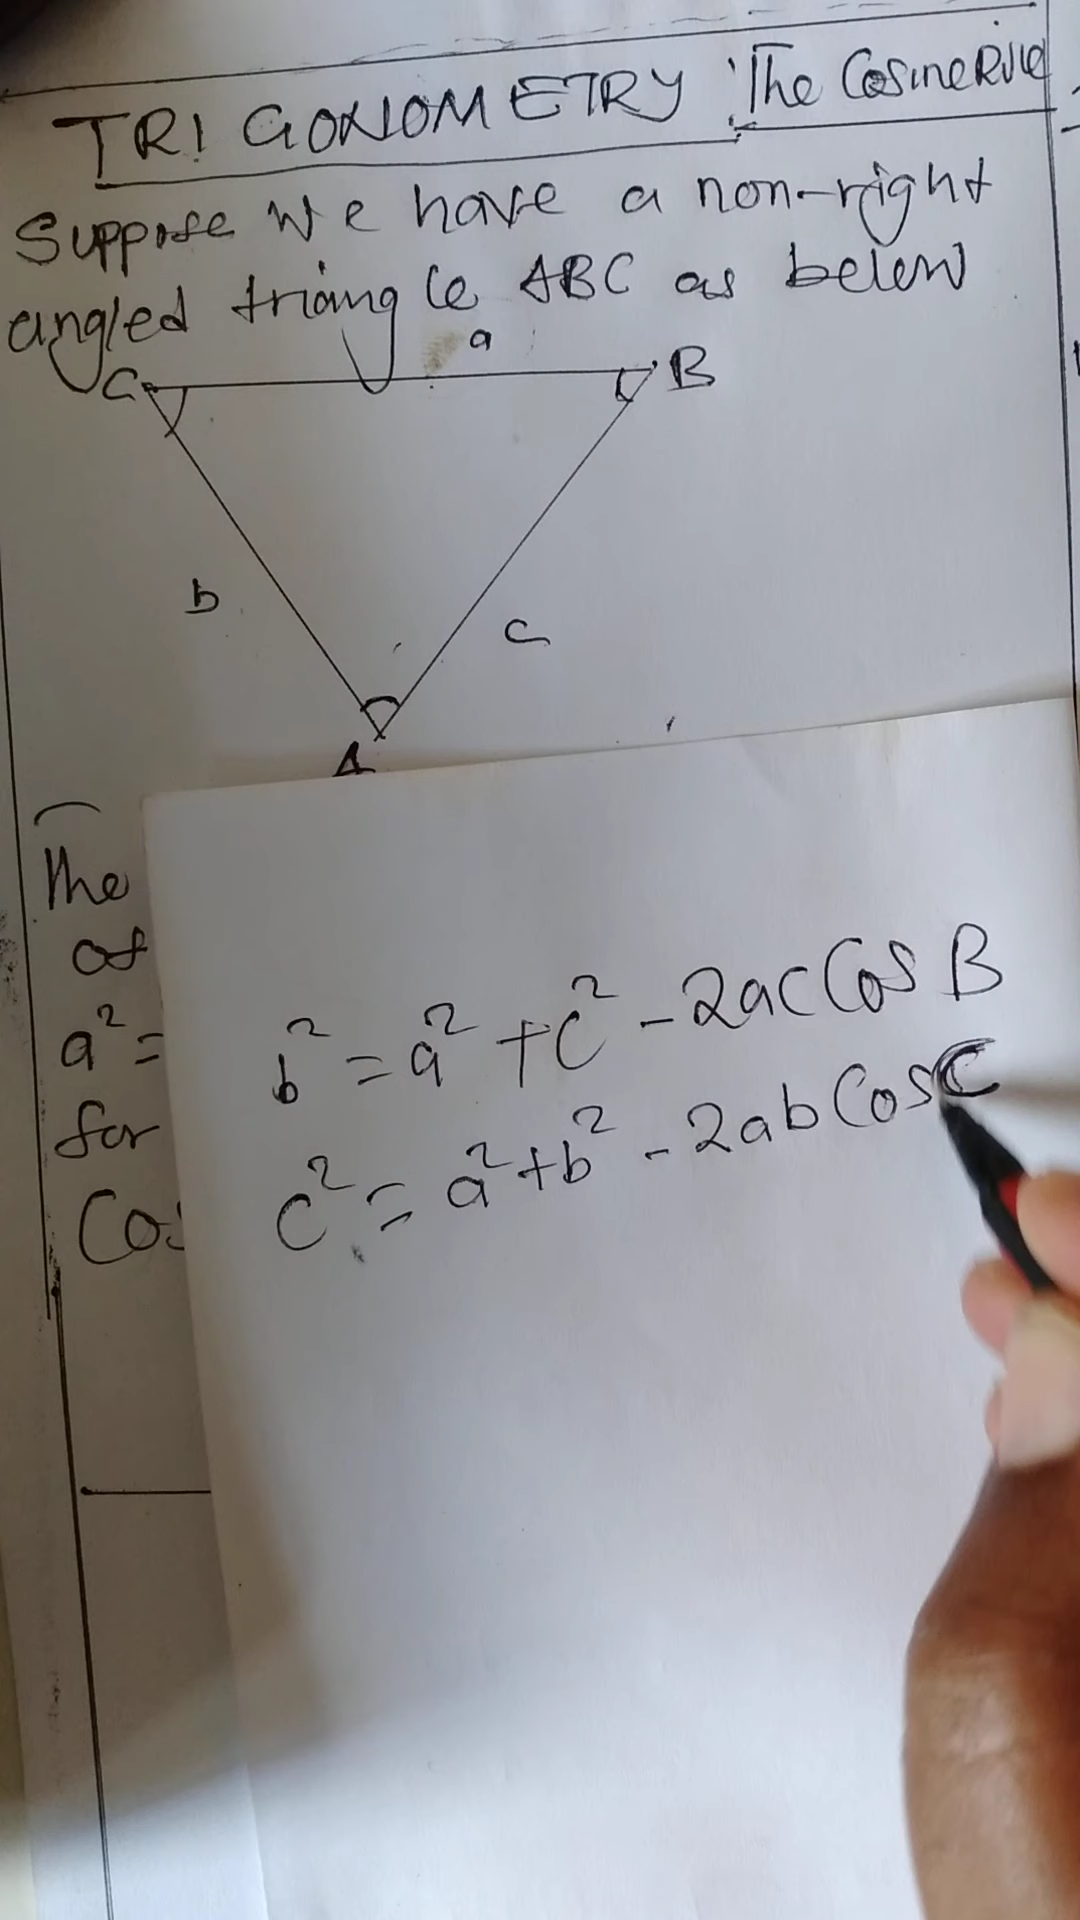 TRIGONOMETRY : The Cosine Rule
Suppose we have a non-right
angled triangle ABC as below
a
C
B
b
c
A
The
of
a² =
for
Cos
b² = a² + c² - 2ac Cos B
c² = a² + b² - 2ab Cos C